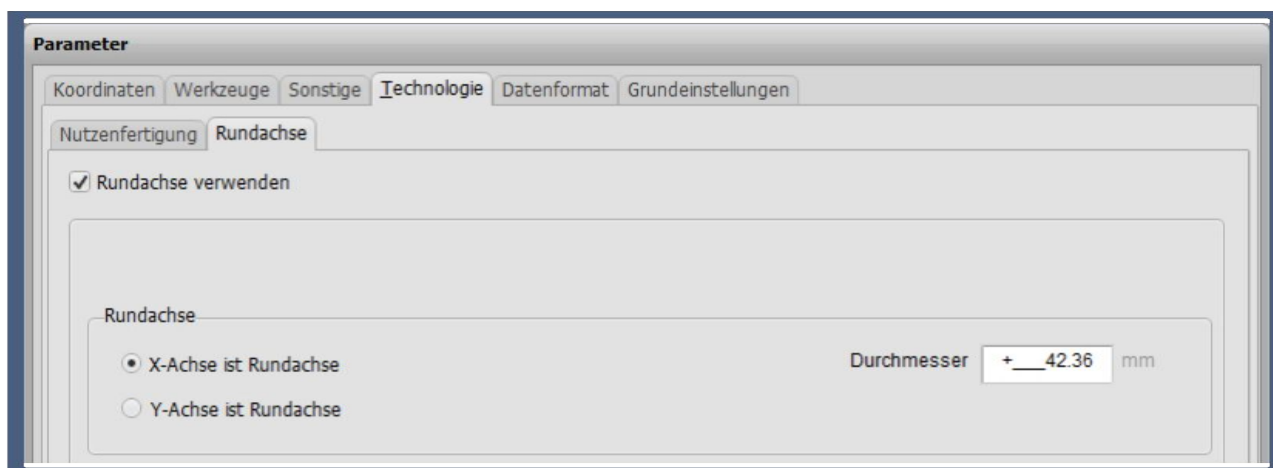 Parameter
Koordinaten Werkzeuge Sonstige Technologie Datenformat Grundeinstellungen
Nutzenfertigung Rundachse
Rundachse verwenden
Rundachse
X-Achse ist Rundachse Durchmesser +___42.36 mm
Y-Achse ist Rundachse